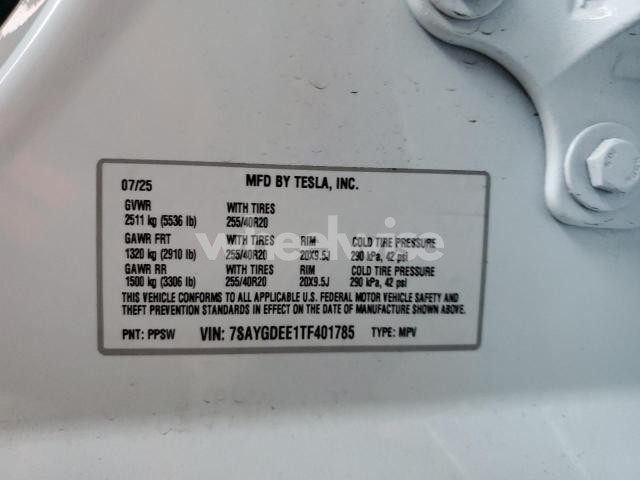 07/25 MFD BY TESLA, INC.
GVWR WITH TIRES
2511 kg (5536 lb) 255/40R20
GAWR FRT WITH TIRES RIM COLD TIRE PRESSURE
1320 kg (2910 lb) 255/40R20 20X9.5J 290 kPa, 42 psi
GAWR RR WITH TIRES RIM COLD TIRE PRESSURE
1500 kg (3306 lb) 255/40R20 20X9.5J 290 kPa, 42 psi
THIS VEHICLE CONFORMS TO ALL APPLICABLE U.S. FEDERAL MOTOR VEHICLE SAFETY AND
THEFT PREVENTION STANDARDS IN EFFECT ON THE DATE OF MANUFACTURE SHOWN ABOVE.
PNT: PPSW VIN: 7SAYGDEE1TF401785 TYPE: MPV
wheelwise